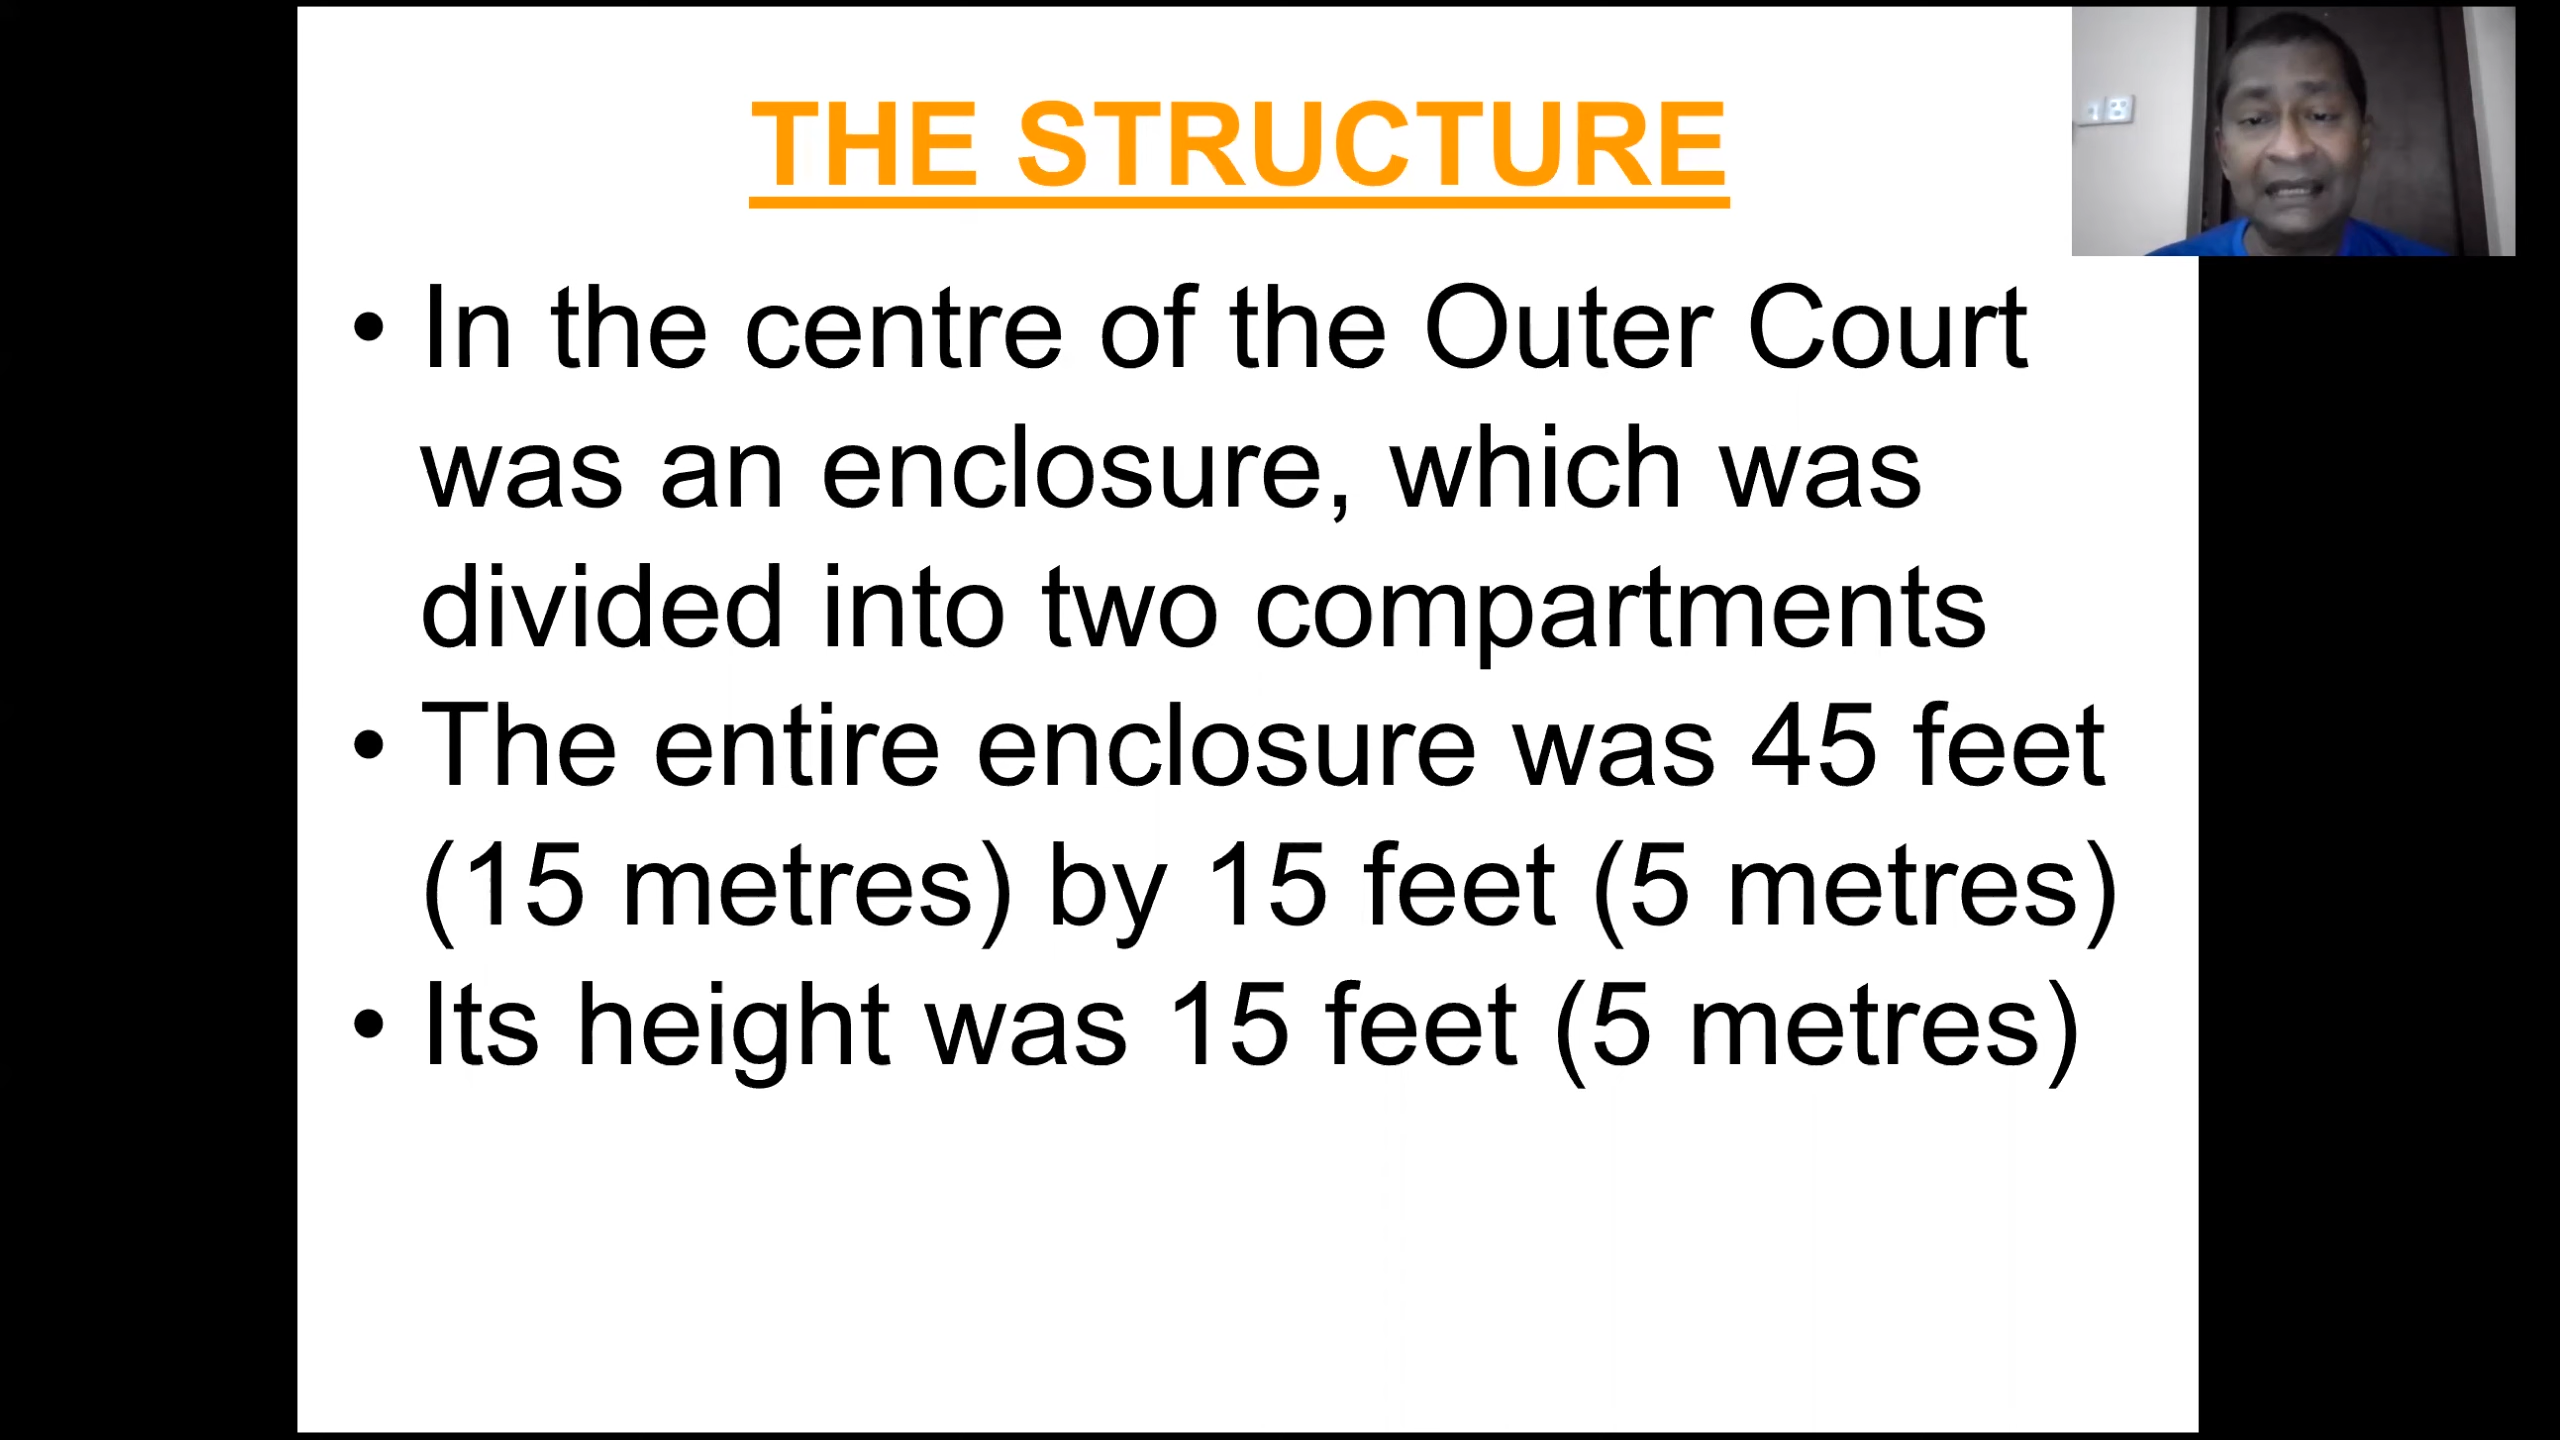 THE STRUCTURE
• In the centre of the Outer Court
was an enclosure, which was
divided into two compartments
• The entire enclosure was 45 feet
(15 metres) by 15 feet (5 metres)
• Its height was 15 feet (5 metres)